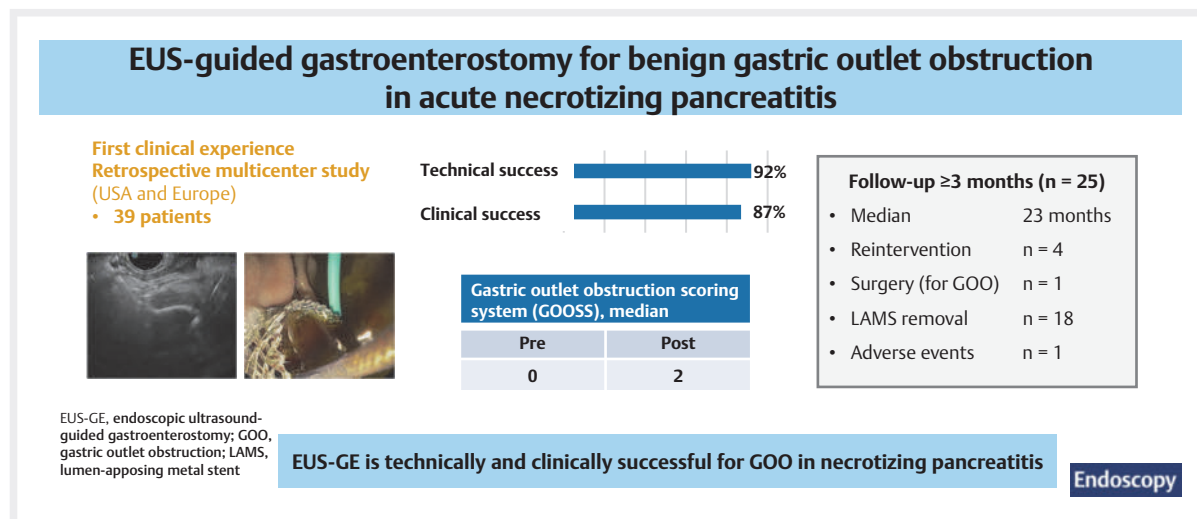 EUS-guided gastroenterostomy for benign gastric outlet obstruction
in acute necrotizing pancreatitis
First clinical experience
Retrospective multicenter study
(USA and Europe)
• 39 patients
Technical success 92%
Clinical success 87%
Gastric outlet obstruction scoring
system (GOOSS), median
Pre Post
0 2
Follow-up ≥3 months (n = 25)
• Median 23 months
• Reintervention n = 4
• Surgery (for GOO) n = 1
• LAMS removal n = 18
• Adverse events n = 1
EUS-GE, endoscopic ultrasound-
guided gastroenterostomy; GOO,
gastric outlet obstruction; LAMS,
lumen-apposing metal stent
EUS-GE is technically and clinically successful for GOO in necrotizing pancreatitis
Endoscopy